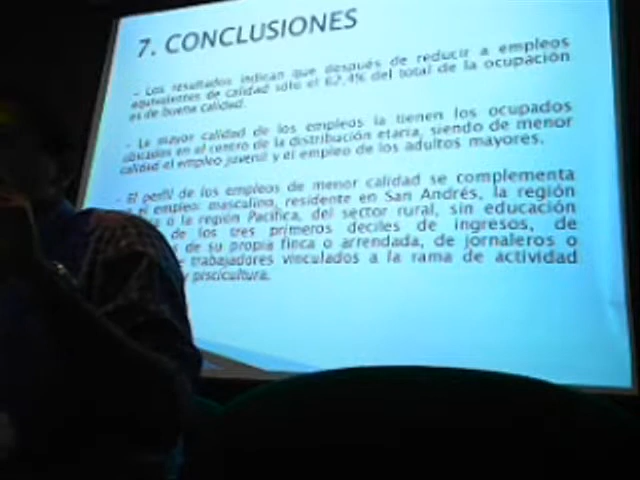 7. CONCLUSIONES
- Los resultados indican que después de reducir a empleos
equivalentes de calidad sólo el 62,4% del total de la ocupación
es de buena calidad.
- La mayor calidad de los empleos la tienen los ocupados
ubicados en el centro de la distribución etaria, siendo de menor
calidad el empleo juvenil y el empleo de los adultos mayores.
- El perfil de los empleos de menor calidad se complementa
el empleo: masculino, residente en San Andrés, la región
o la región Pacífica, del sector rural, sin educación
de los tres primeros deciles de ingresos, de
de su propia finca o arrendada, de jornaleros o
trabajadores vinculados a la rama de actividad
y piscicultura.